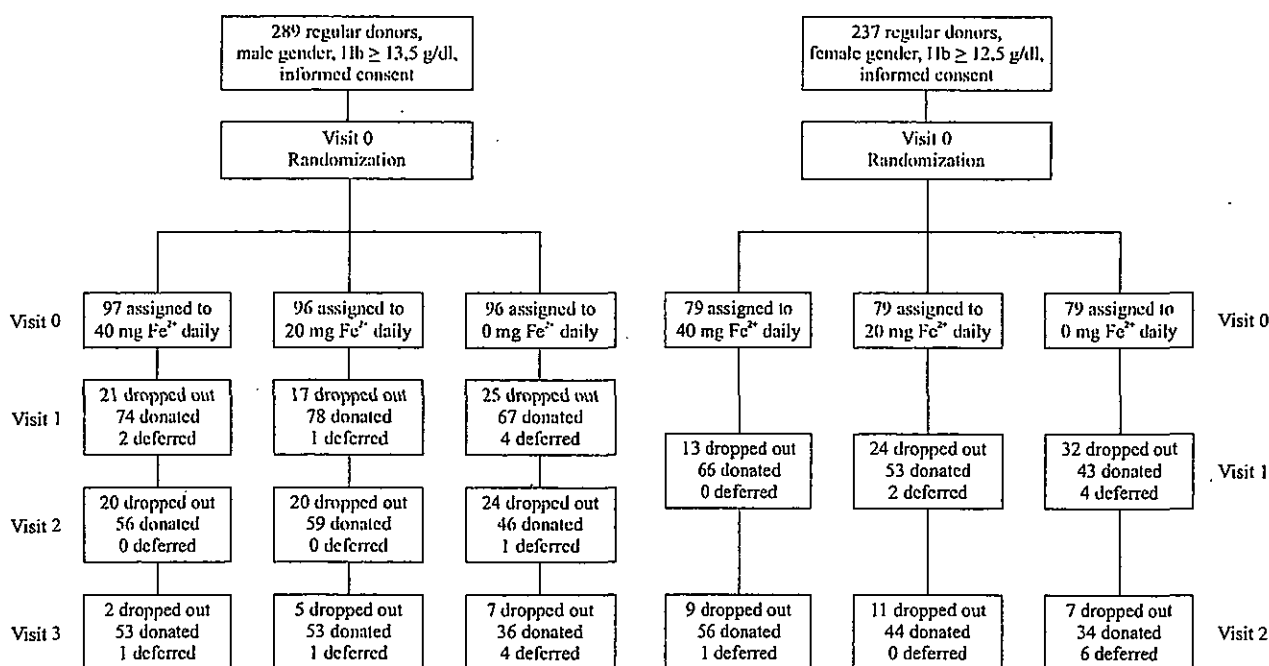 289 regular donors,
male gender, Hb ≥ 13,5 g/dl,
informed consent
237 regular donors,
female gender, Hb ≥ 12,5 g/dl,
informed consent
Visit 0
Randomization
Visit 0
Randomization
Visit 0
97 assigned to
40 mg Fe²⁺ daily
96 assigned to
20 mg Fe²⁺ daily
96 assigned to
0 mg Fe²⁺ daily
79 assigned to
40 mg Fe²⁺ daily
79 assigned to
20 mg Fe²⁺ daily
79 assigned to
0 mg Fe²⁺ daily
Visit 0
Visit 1
21 dropped out
74 donated
2 deferred
17 dropped out
78 donated
1 deferred
25 dropped out
67 donated
4 deferred
13 dropped out
66 donated
0 deferred
24 dropped out
53 donated
2 deferred
32 dropped out
43 donated
4 deferred
Visit 1
Visit 2
20 dropped out
56 donated
0 deferred
20 dropped out
59 donated
0 deferred
24 dropped out
46 donated
1 deferred
Visit 3
2 dropped out
53 donated
1 deferred
5 dropped out
53 donated
1 deferred
7 dropped out
36 donated
4 deferred
9 dropped out
56 donated
1 deferred
11 dropped out
44 donated
0 deferred
7 dropped out
34 donated
6 deferred
Visit 2